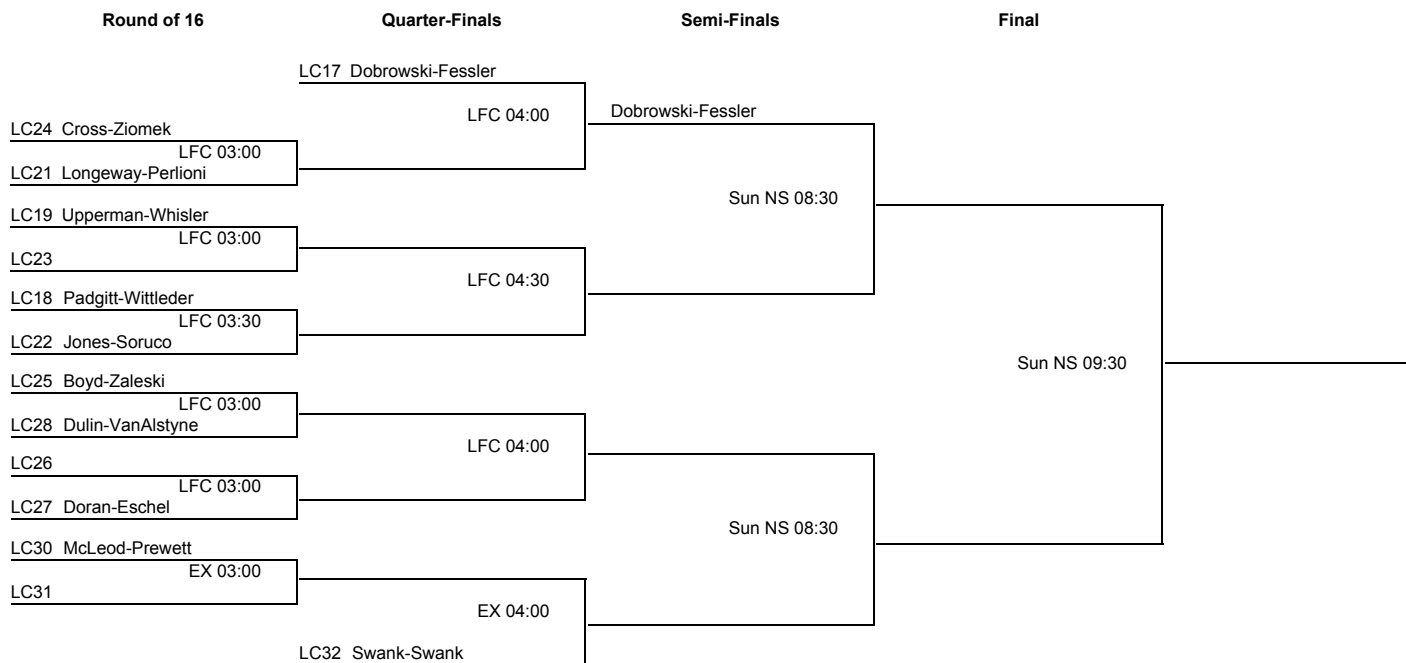 Round of 16 Quarter-Finals Semi-Finals Final
LC17 Dobrowski-Fessler
LFC 04:00 Dobrowski-Fessler
LC24 Cross-Ziomek
LFC 03:00
LC21 Longeway-Perlioni
Sun NS 08:30
LC19 Upperman-Whisler
LFC 03:00
LC23
LFC 04:30
LC18 Padgitt-Wittleder
LFC 03:30
LC22 Jones-Soruco
Sun NS 09:30
LC25 Boyd-Zaleski
LFC 03:00
LC28 Dulin-VanAlstyne
LFC 04:00
LC26
LFC 03:00
LC27 Doran-Eschel
Sun NS 08:30
LC30 McLeod-Prewett
EX 03:00
LC31
EX 04:00
LC32 Swank-Swank